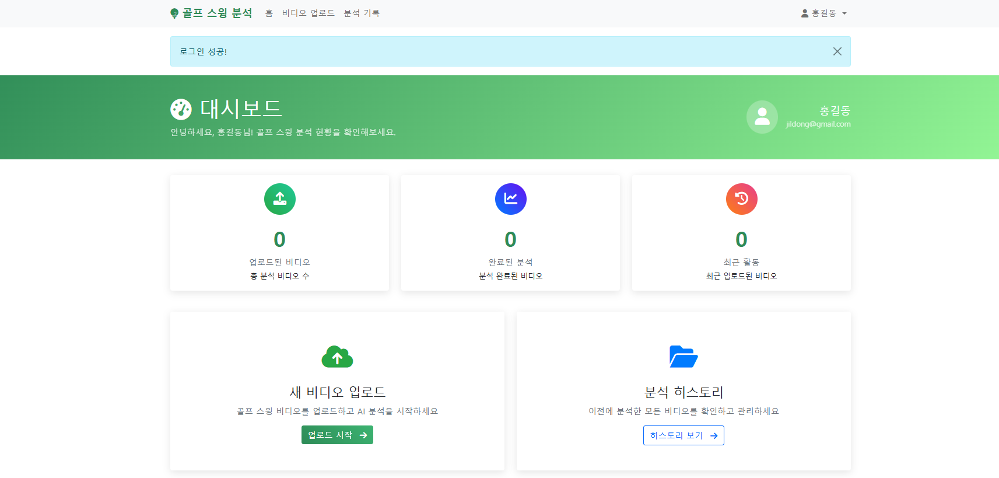 골프 스윙 분석 홈 비디오 업로드 분석 기록 홍길동
로그인 성공!
대시보드
안녕하세요, 홍길동님! 골프 스윙 분석 현황을 확인해보세요.
홍길동
jildong@gmail.com
0
업로드된 비디오
총 분석 비디오 수
0
완료된 분석
분석 완료된 비디오
0
최근 활동
최근 업로드된 비디오
새 비디오 업로드
골프 스윙 비디오를 업로드하고 AI 분석을 시작하세요
업로드 시작
분석 히스토리
이전에 분석한 모든 비디오를 확인하고 관리하세요
히스토리 보기